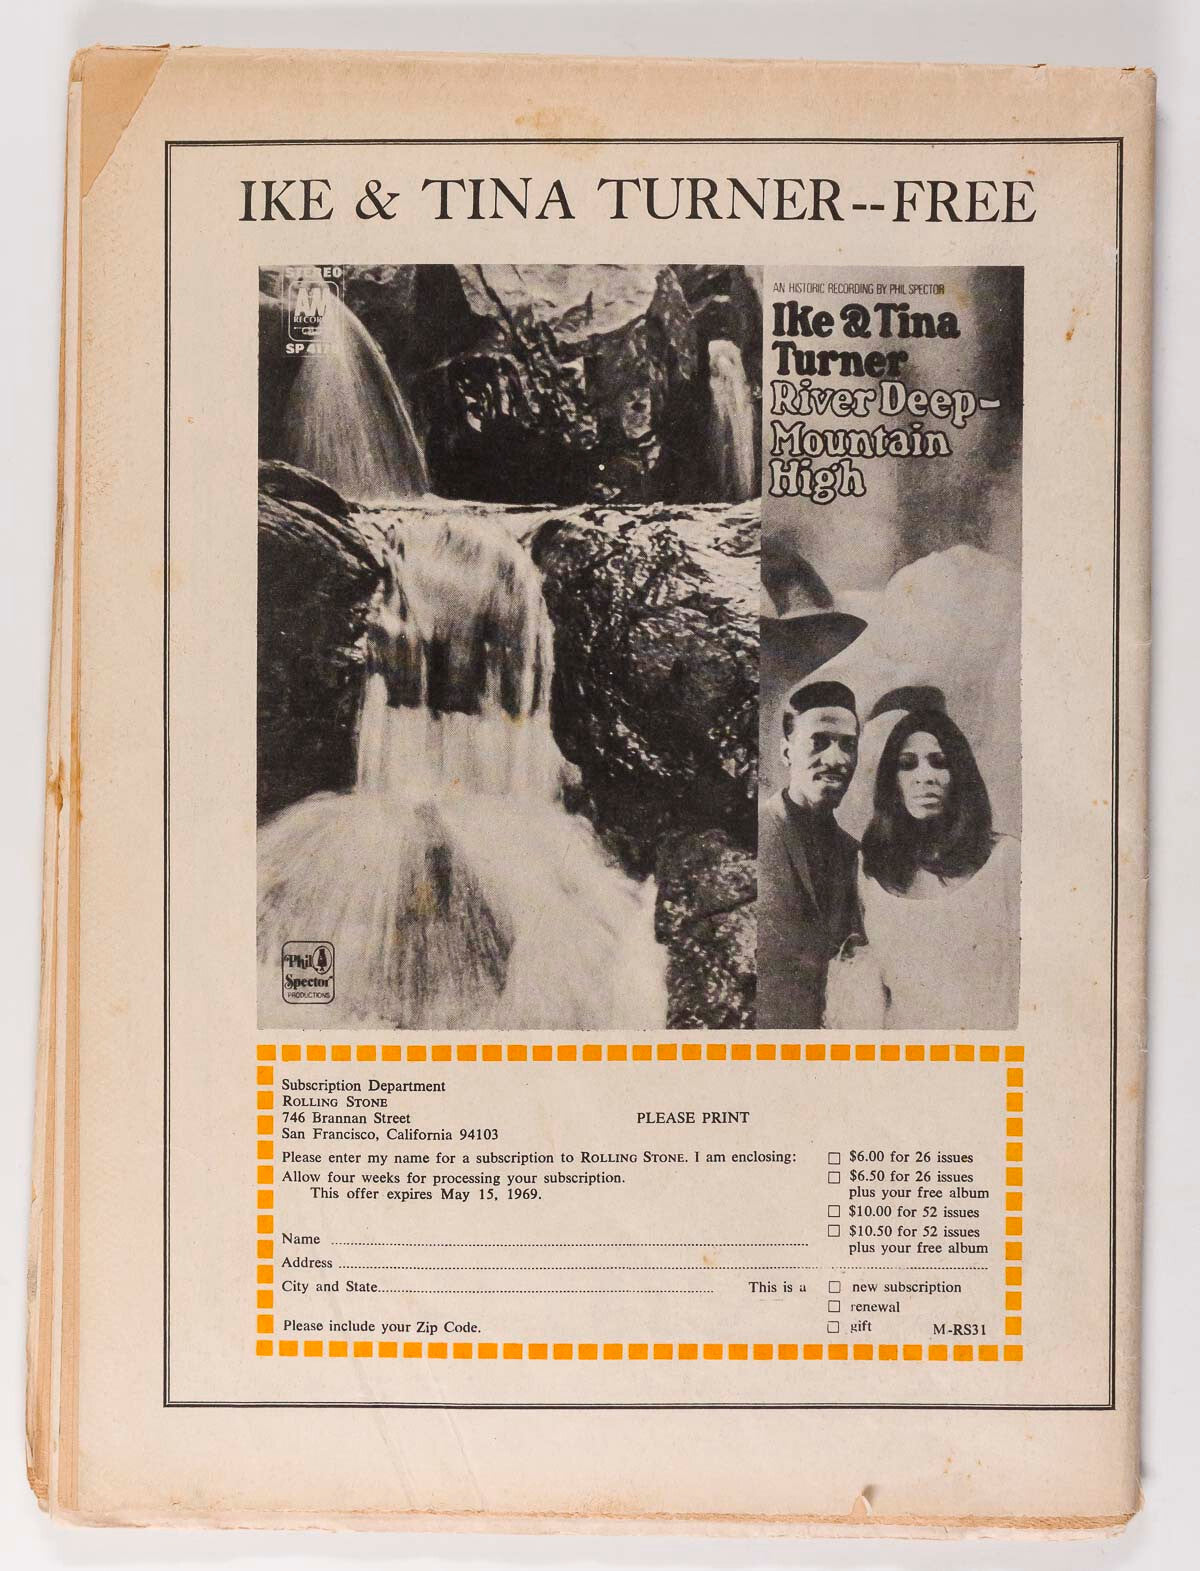 IKE & TINA TURNER--FREE
STEREO
A&M
RECORDS
SP 4178
AN HISTORIC RECORDING BY PHIL SPECTOR
Ike & Tina
Turner
River Deep-
Mountain
High
Phil
Spector
PRODUCTIONS
Subscription Department
ROLLING STONE
746 Brannan Street
PLEASE PRINT
San Francisco, California 94103
Please enter my name for a subscription to ROLLING STONE. I am enclosing:
☐ $6.00 for 26 issues
Allow four weeks for processing your subscription.
☐ $6.50 for 26 issues
This offer expires May 15, 1969.
plus your free album
☐ $10.00 for 52 issues
☐ $10.50 for 52 issues
plus your free album
Name
Address
City and State
This is a ☐ new subscription
☐ renewal
Please include your Zip Code.
☐ gift
M-RS31